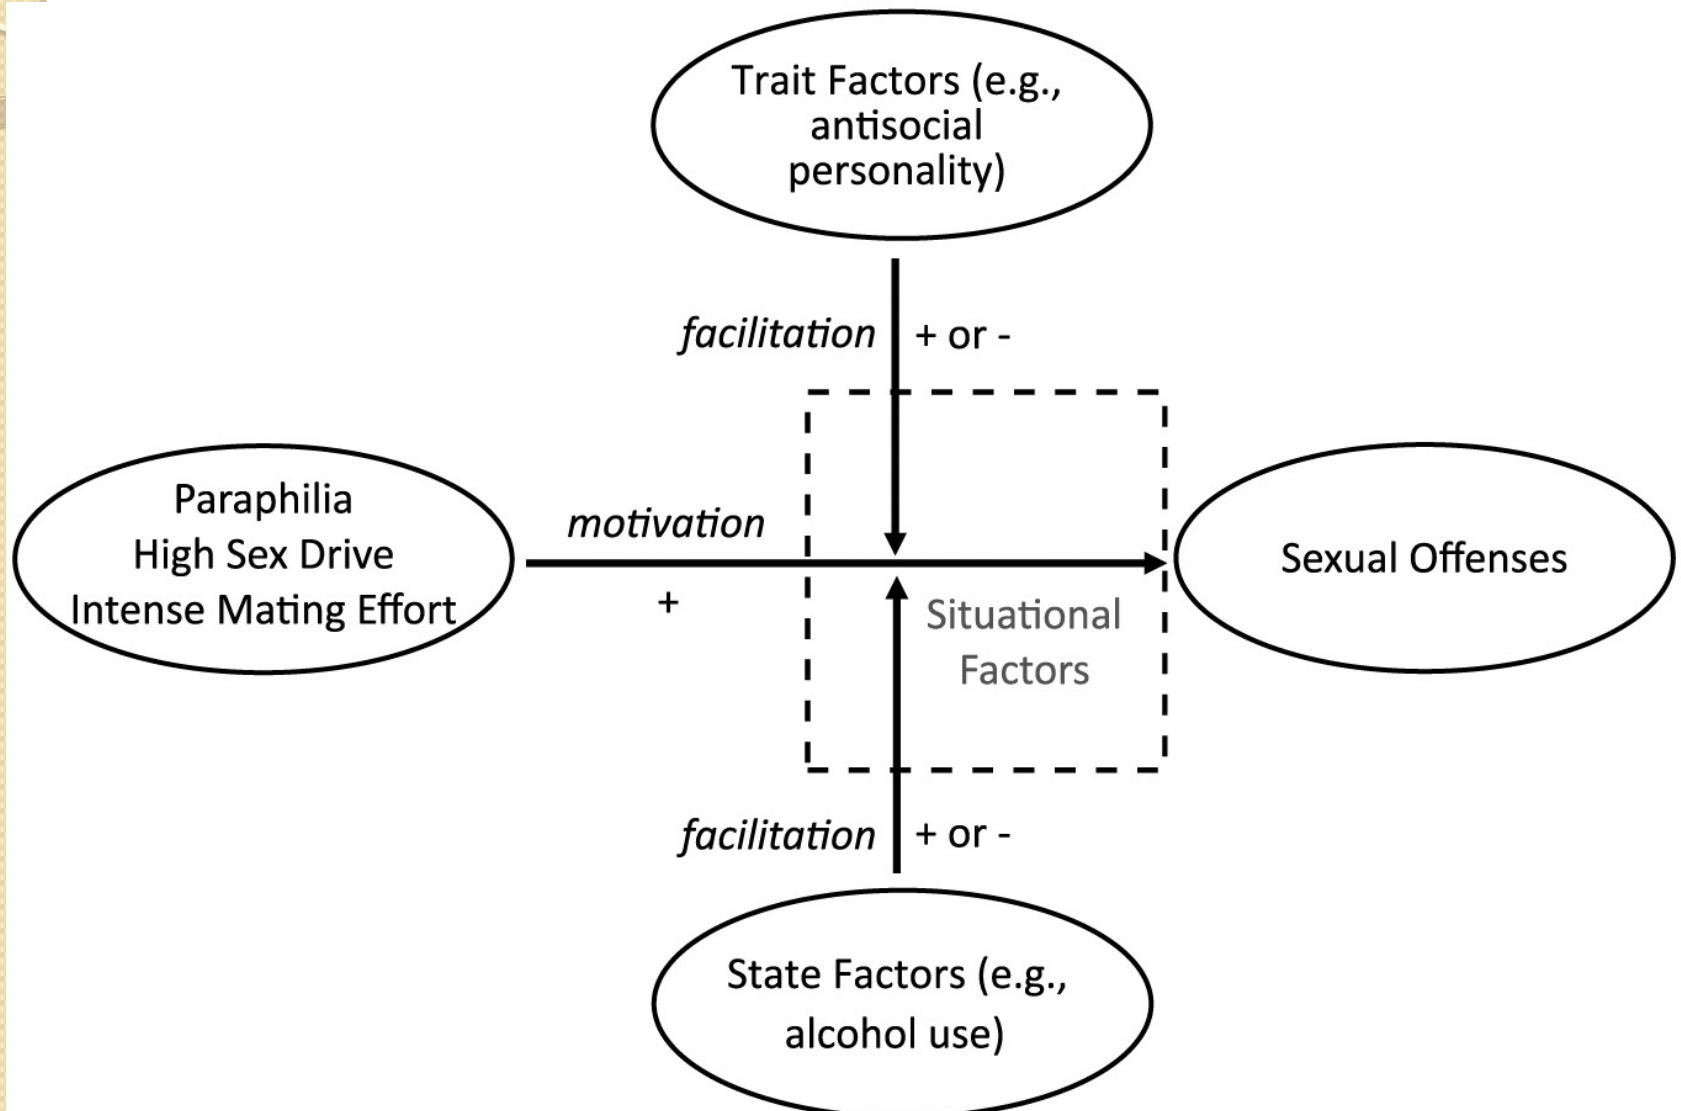 Trait Factors (e.g.,
antisocial
personality)
facilitation
+ or -
Paraphilia
High Sex Drive
Intense Mating Effort
motivation
+
Situational
Factors
Sexual Offenses
facilitation
+ or -
State Factors (e.g.,
alcohol use)